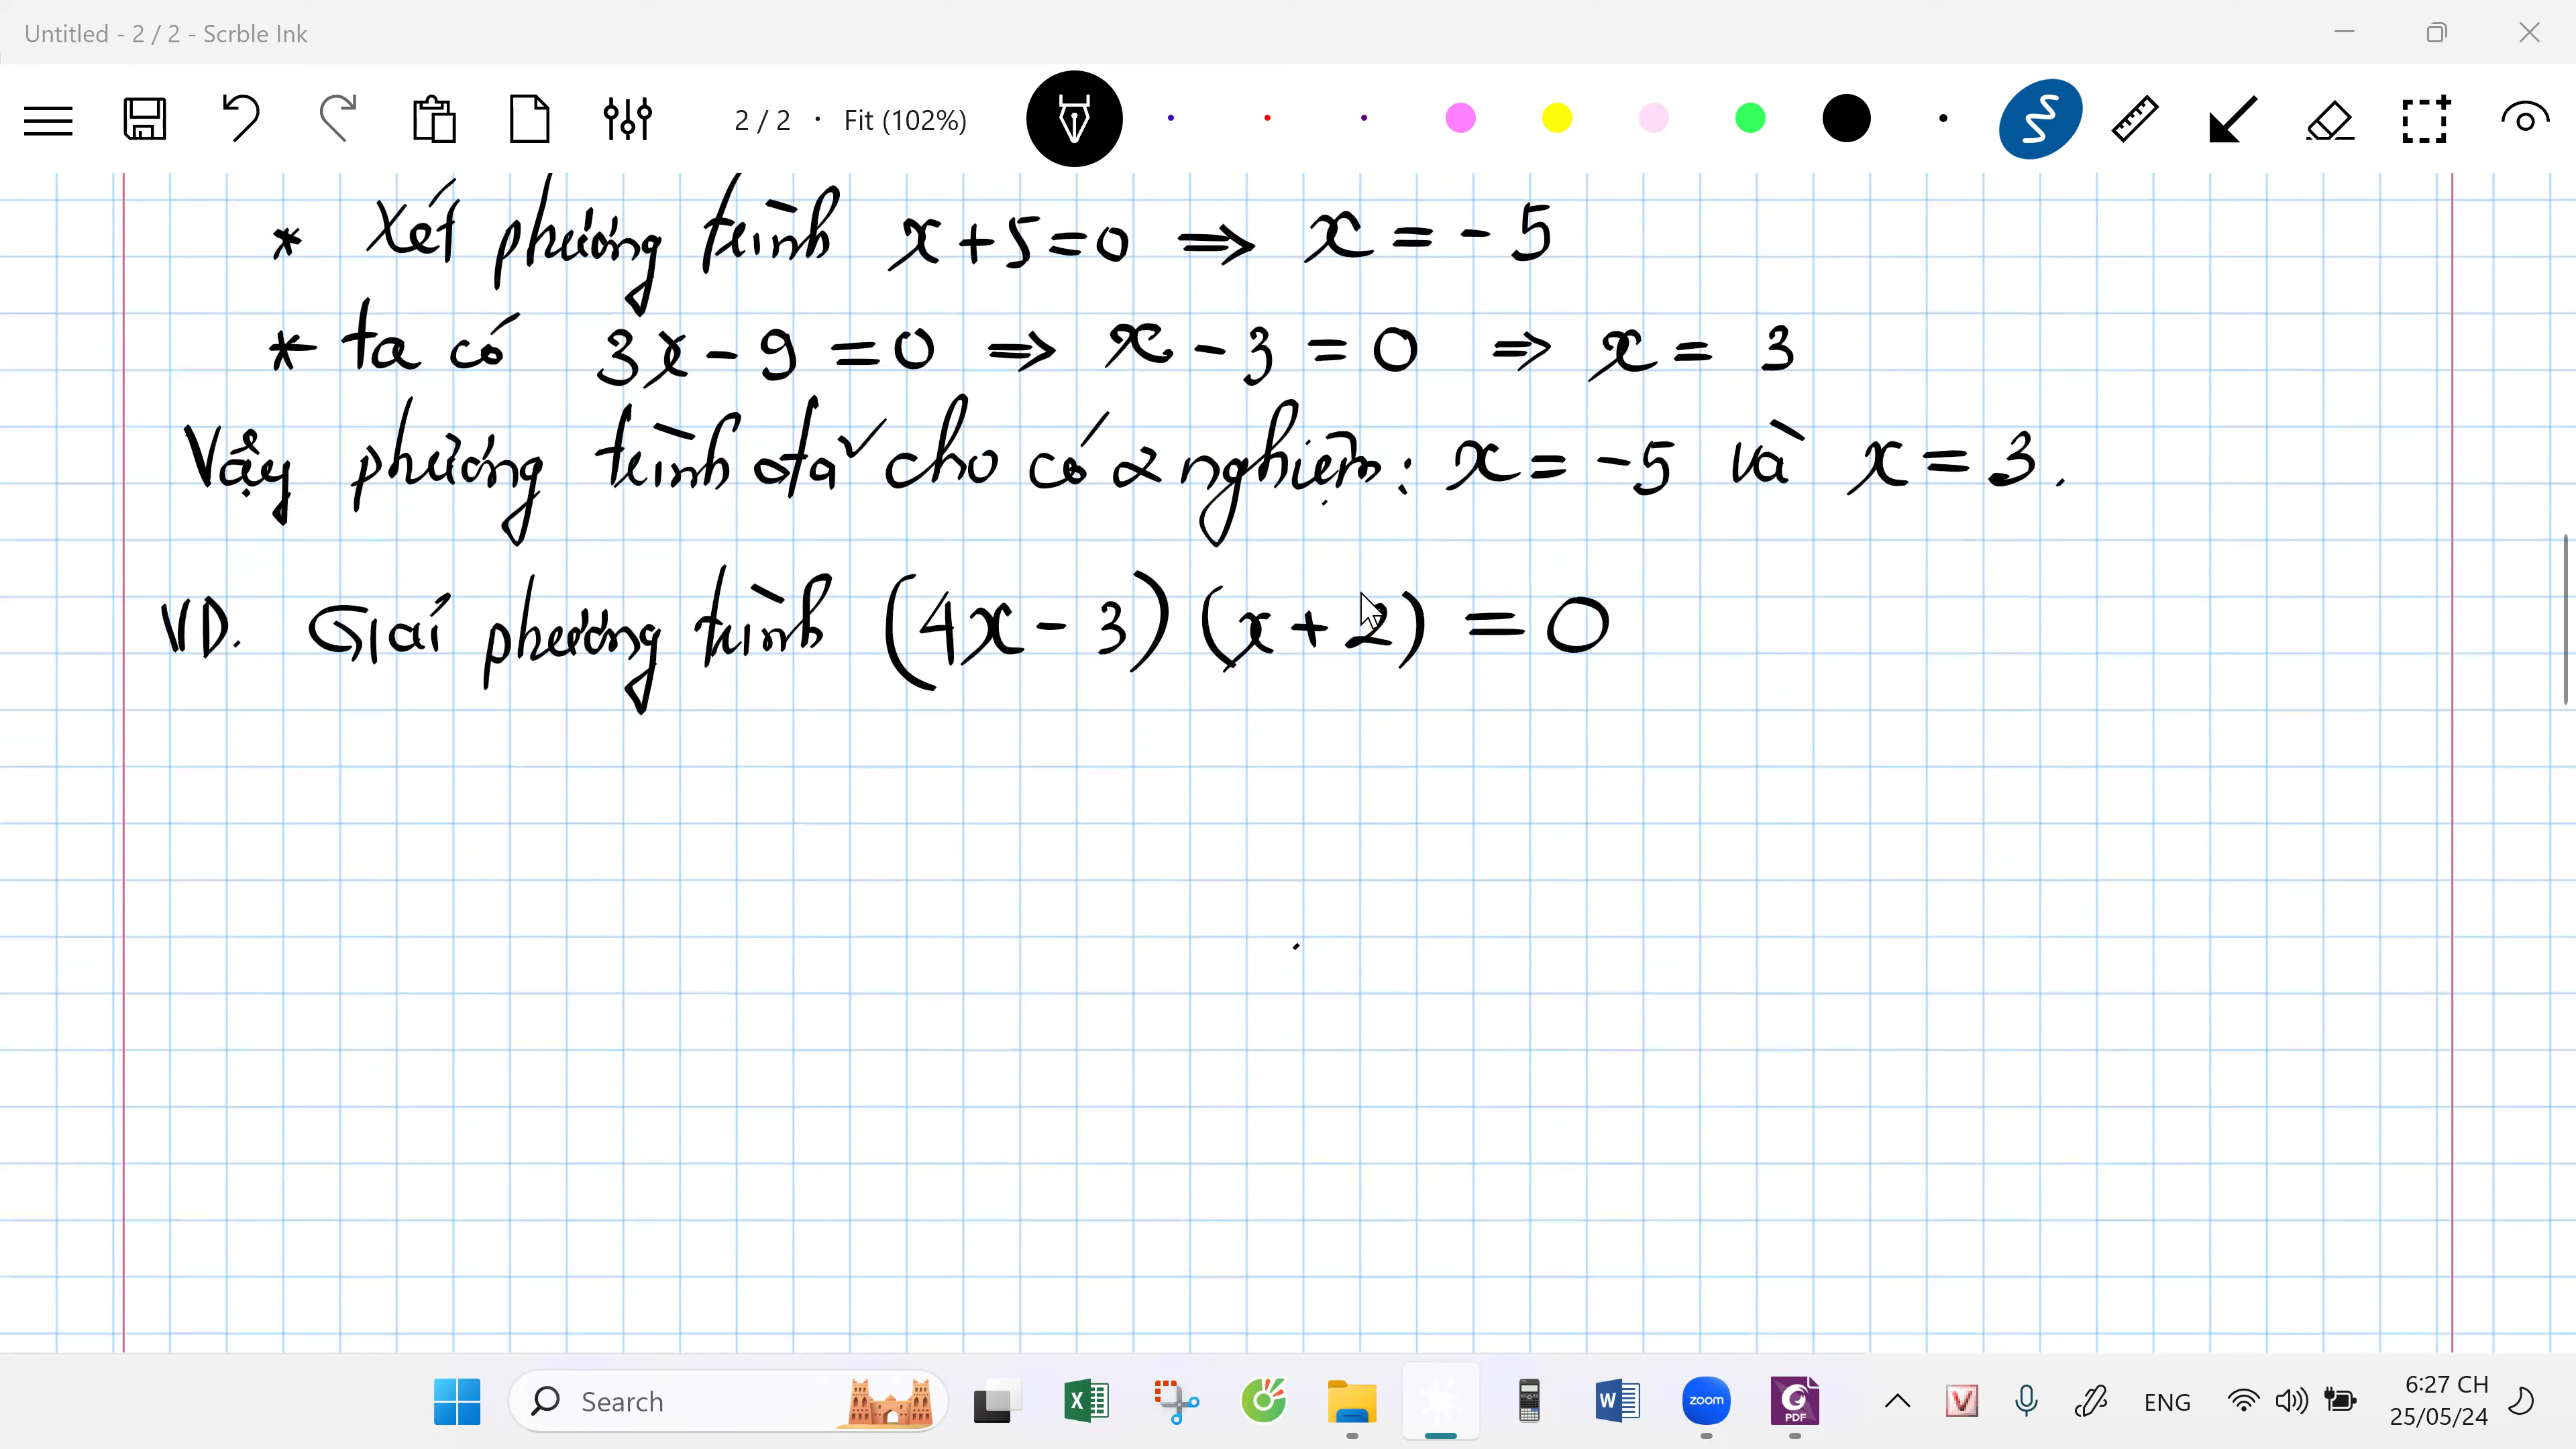 Untitled - 2 / 2 - Scrble Ink
2 / 2 · Fit (102%)
* Xét phương trình x + 5 = 0 ⇒ x = - 5
* ta có 3x - 9 = 0 ⇒ x - 3 = 0 ⇒ x = 3
Vậy phương trình đã cho có 2 nghiệm: x = -5 và x = 3.
VD. Giải phương trình (4x - 3) (x + 2) = 0
Search
zoom
PDF
ENG
6:27 CH
25/05/24